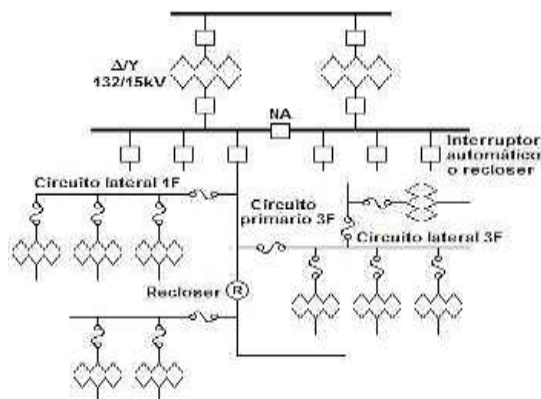 Δ/Y
132/15kV
NA
Interruptor
automático
o recloser
Circuito lateral 1F
Circuito
primario 3F
Circuito lateral 3F
Recloser
R